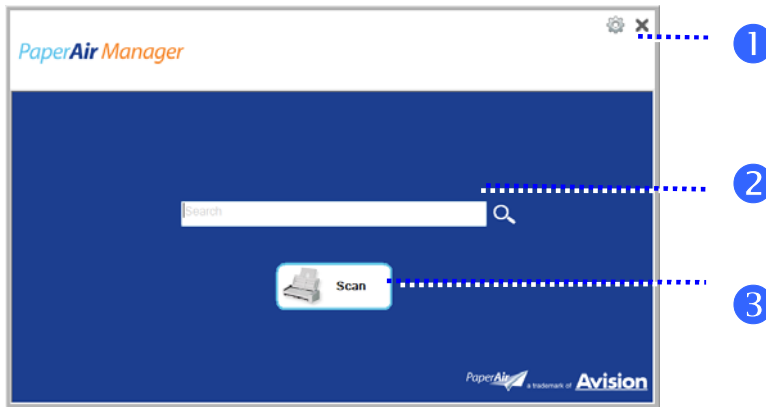 PaperAir Manager
1
2
Search
Scan
3
PaperAir a trademark of Avision